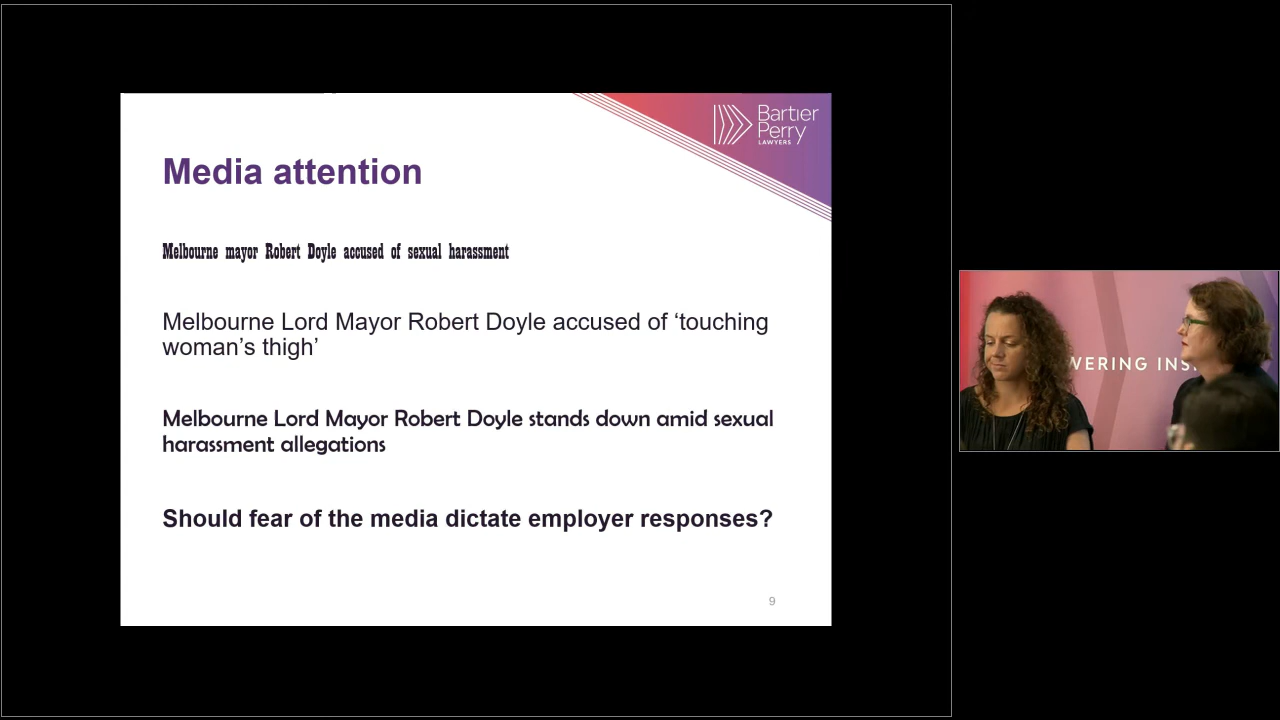 Bartier
Perry
LAWYERS
Media attention
Melbourne mayor Robert Doyle accused of sexual harassment
Melbourne Lord Mayor Robert Doyle accused of ‘touching
woman’s thigh’
Melbourne Lord Mayor Robert Doyle stands down amid sexual
harassment allegations
Should fear of the media dictate employer responses?
9
WERING INS